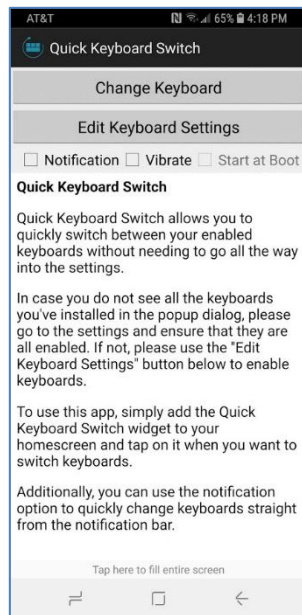 AT&T 65% 4:18 PM
Quick Keyboard Switch
Change Keyboard
Edit Keyboard Settings
Notification Vibrate Start at Boot
Quick Keyboard Switch
Quick Keyboard Switch allows you to
quickly switch between your enabled
keyboards without needing to go all the way
into the settings.
In case you do not see all the keyboards
you've installed in the popup dialog, please
go to the settings and ensure that they are
all enabled. If not, please use the "Edit
Keyboard Settings" button below to enable
keyboards.
To use this app, simply add the Quick
Keyboard Switch widget to your
homescreen and tap on it when you want to
switch keyboards.
Additionally, you can use the notification
option to quickly change keyboards straight
from the notification bar.
Tap here to fill entire screen